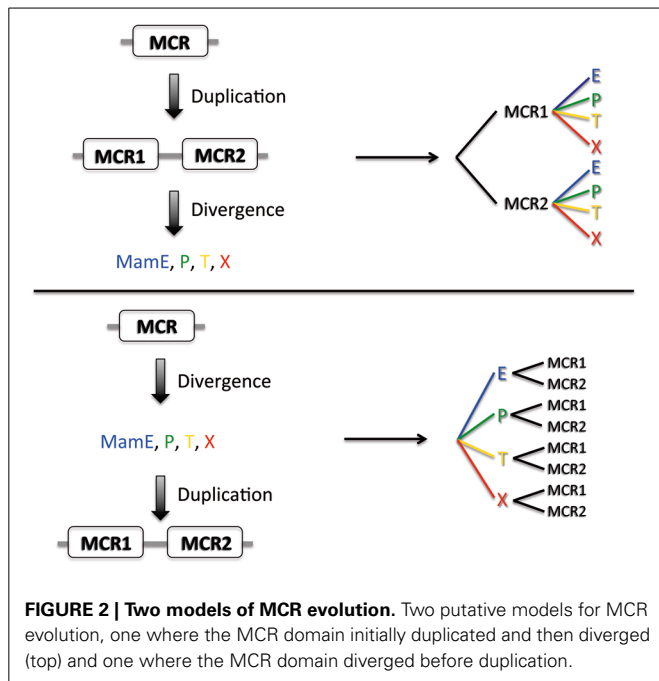 MCR
Duplication
MCR1 MCR2
Divergence
MamE, P, T, X
MCR1
E
P
T
X
MCR2
E
P
T
X
MCR
Divergence
MamE, P, T, X
Duplication
MCR1 MCR2
E
MCR1
MCR2
P
MCR1
MCR2
T
MCR1
MCR2
X
MCR1
MCR2
FIGURE 2 | Two models of MCR evolution. Two putative models for MCR
evolution, one where the MCR domain initially duplicated and then diverged
(top) and one where the MCR domain diverged before duplication.